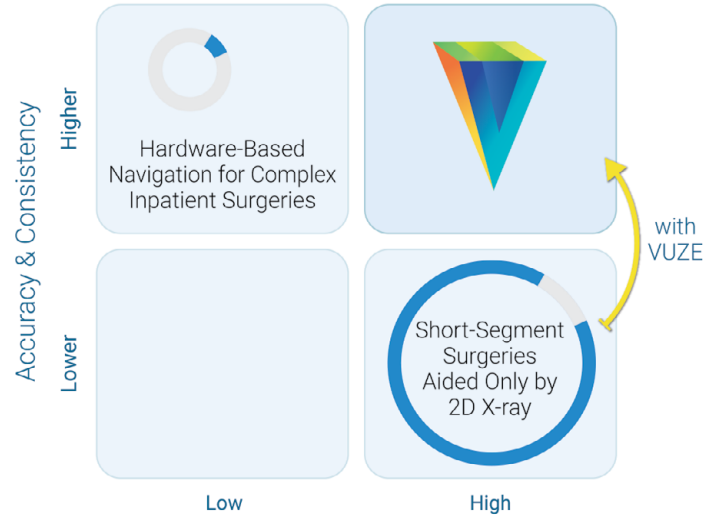 Accuracy & Consistency
Higher
Hardware-Based
Navigation for Complex
Inpatient Surgeries
with
VUZE
Lower
Short-Segment
Surgeries
Aided Only by
2D X-ray
Low
High